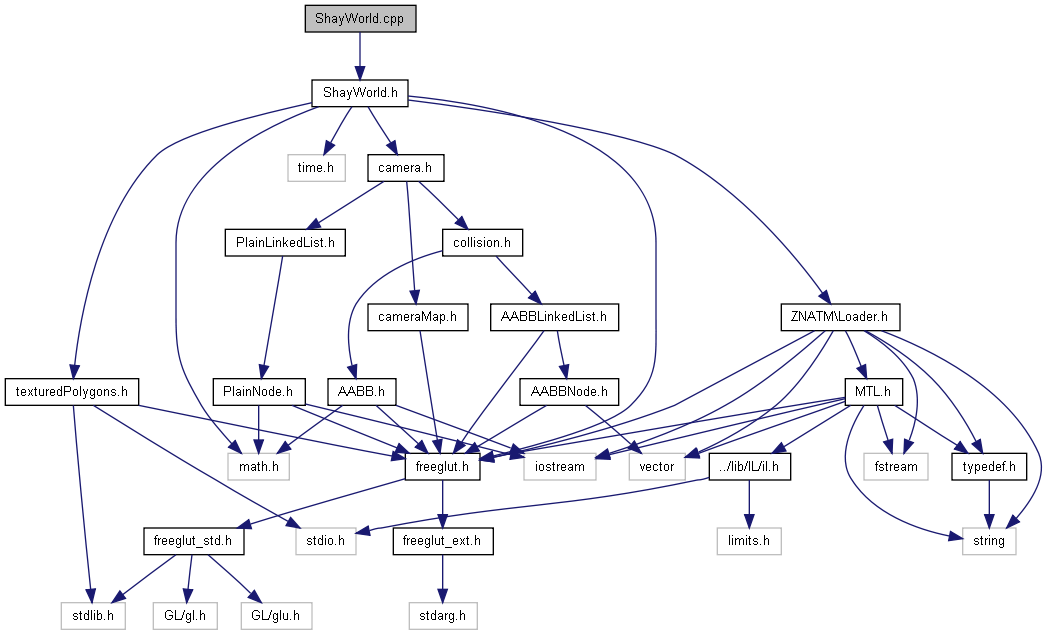 ShayWorld.cpp
ShayWorld.h
time.h
camera.h
PlainLinkedList.h
collision.h
cameraMap.h
AABBLinkedList.h
ZNATM\Loader.h
texturedPolygons.h
PlainNode.h
AABB.h
AABBNode.h
MTL.h
math.h
freeglut.h
iostream
vector
../lib/IL/il.h
fstream
typedef.h
freeglut_std.h
stdio.h
freeglut_ext.h
limits.h
string
stdlib.h
GL/gl.h
GL/glu.h
stdarg.h